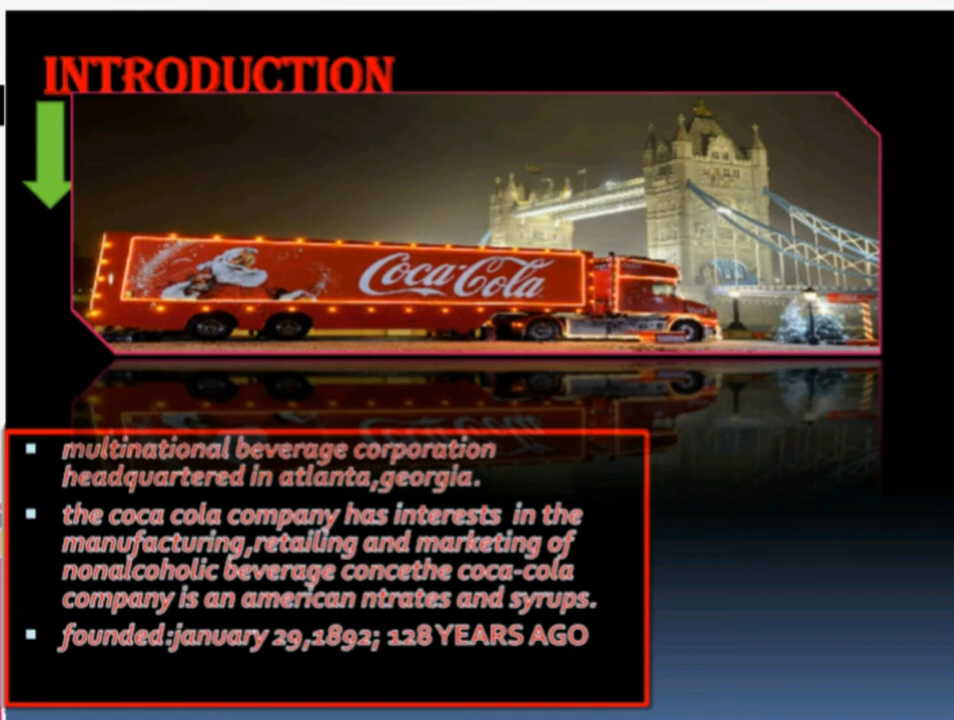 INTRODUCTION
Coca-Cola
multinational beverage corporation
headquartered in atlanta,georgia.
the coca cola company has interests in the
manufacturing,retailing and marketing of
nonalcoholic beverage concethe coca-cola
company is an american ntrates and syrups.
founded:january 29,1892; 128 YEARS AGO